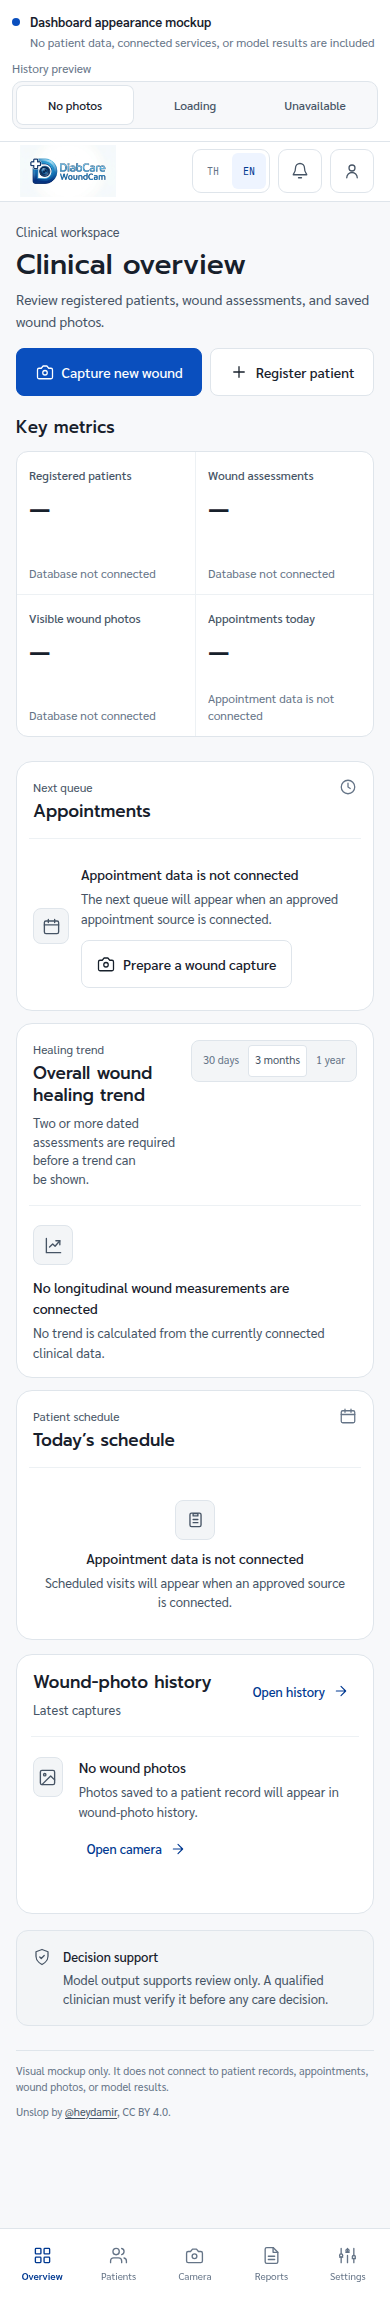 Dashboard appearance mockup
No patient data, connected services, or model results are included
History preview
No photos
Loading
Unavailable
DiabCare
WoundCam
TH
EN
Clinical workspace
Clinical overview
Review registered patients, wound assessments, and saved
wound photos.
Capture new wound
Register patient
Key metrics
Registered patients
Wound assessments
—
—
Database not connected
Database not connected
Visible wound photos
Appointments today
—
—
Database not connected
Appointment data is not
connected
Next queue
Appointments
Appointment data is not connected
The next queue will appear when an approved
appointment source is connected.
Prepare a wound capture
Healing trend
30 days
3 months
1 year
Overall wound
healing trend
Two or more dated
assessments are required
before a trend can
be shown.
No longitudinal wound measurements are
connected
No trend is calculated from the currently connected
clinical data.
Patient schedule
Today's schedule
Appointment data is not connected
Scheduled visits will appear when an approved source
is connected.
Wound-photo history
Open history
Latest captures
No wound photos
Photos saved to a patient record will appear in
wound-photo history.
Open camera
Decision support
Model output supports review only. A qualified
clinician must verify it before any care decision.
Visual mockup only. It does not connect to patient records, appointments,
wound photos, or model results.
Unslop by @heydamir, CC BY 4.0.
Overview
Patients
Camera
Reports
Settings